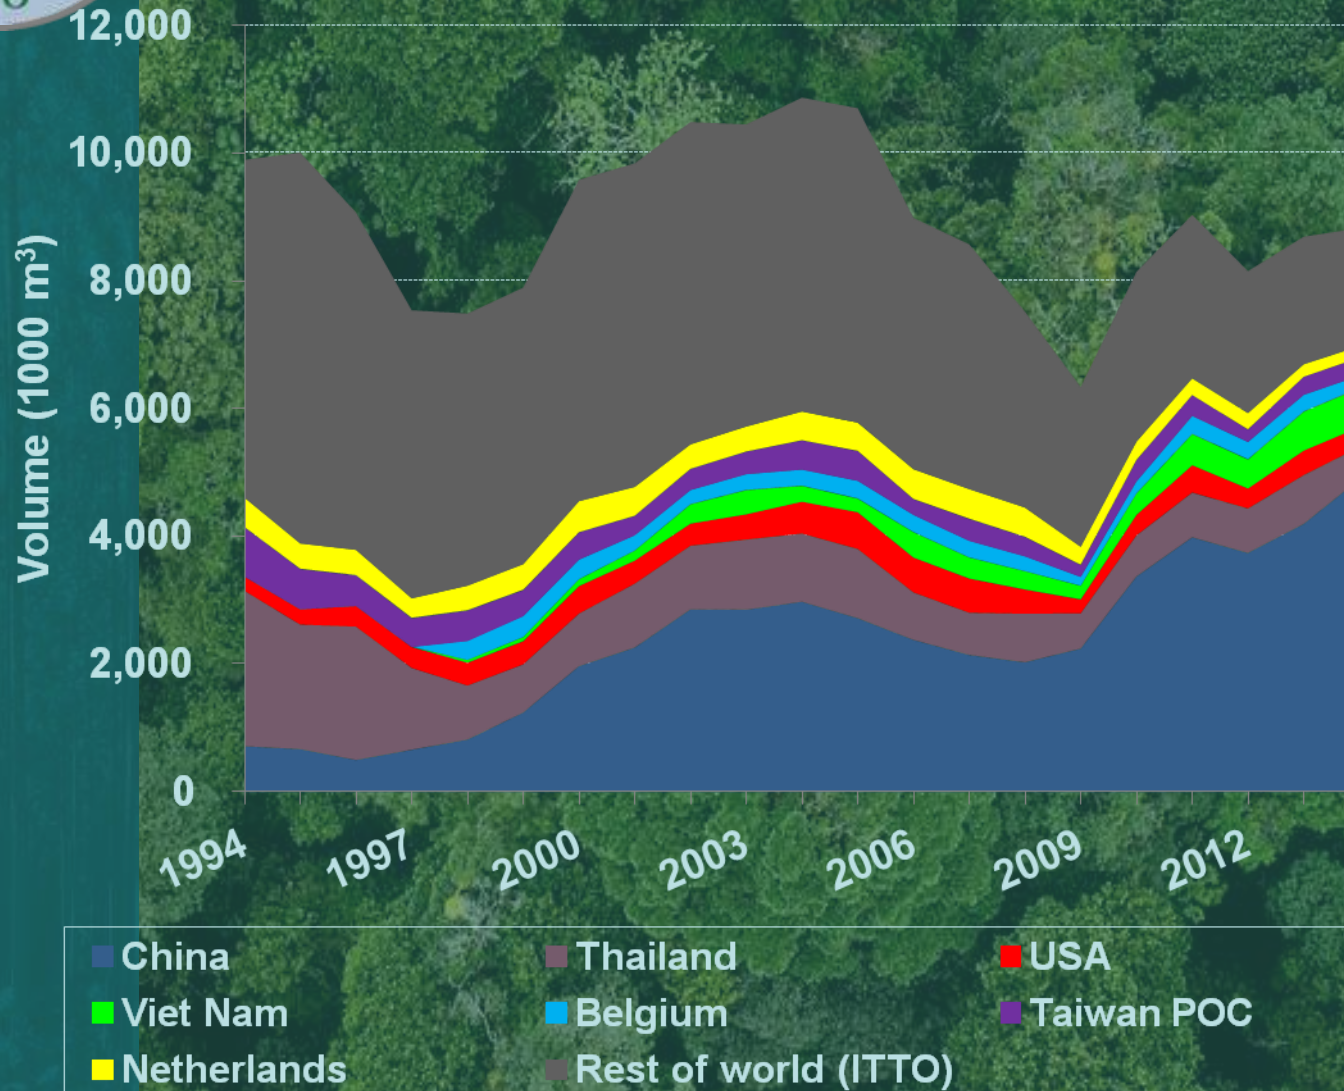 12,000
10,000
8,000
6,000
4,000
2,000
0
Volume (1000 m³)
1994 1997 2000 2003 2006 2009 2012
China Thailand USA
Viet Nam Belgium Taiwan POC
Netherlands Rest of world (ITTO)